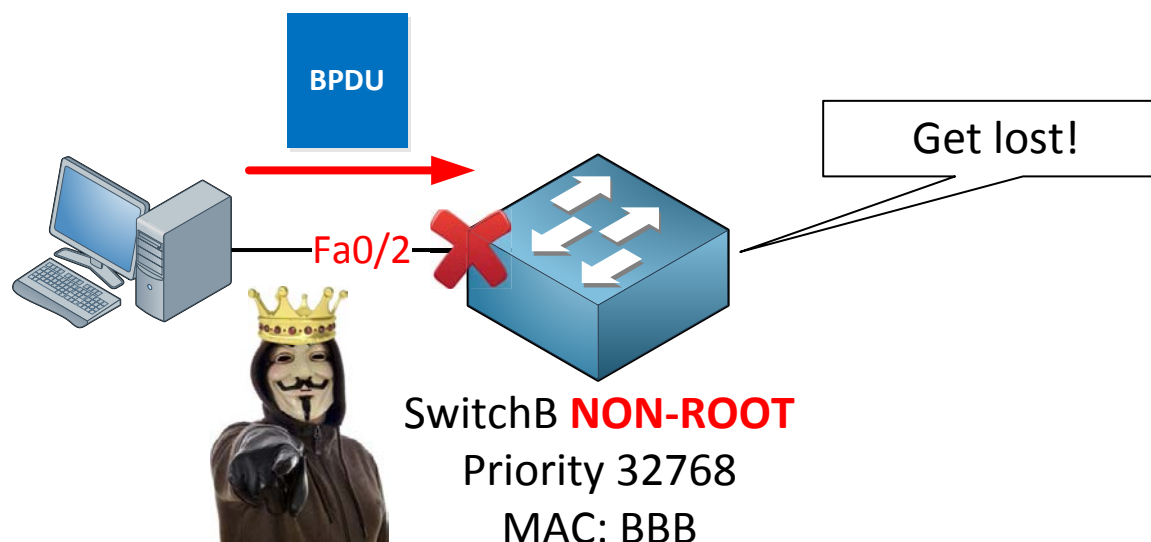 BPDU
Get lost!
Fa0/2
SwitchB NON-ROOT
Priority 32768
MAC: BBB